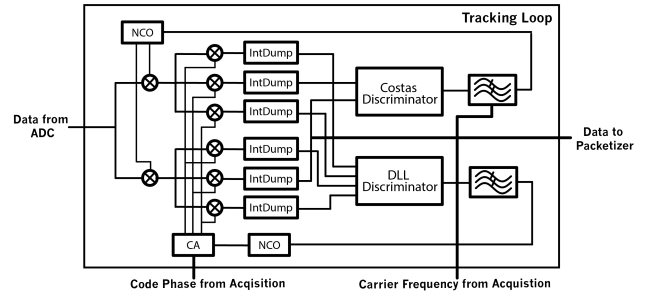 Tracking Loop
NCO
IntDump
IntDump
IntDump
IntDump
IntDump
IntDump
Costas
Discriminator
DLL
Discriminator
Data from
ADC
Data to
Packetizer
CA
NCO
Code Phase from Acqisition
Carrier Frequency from Acquistion